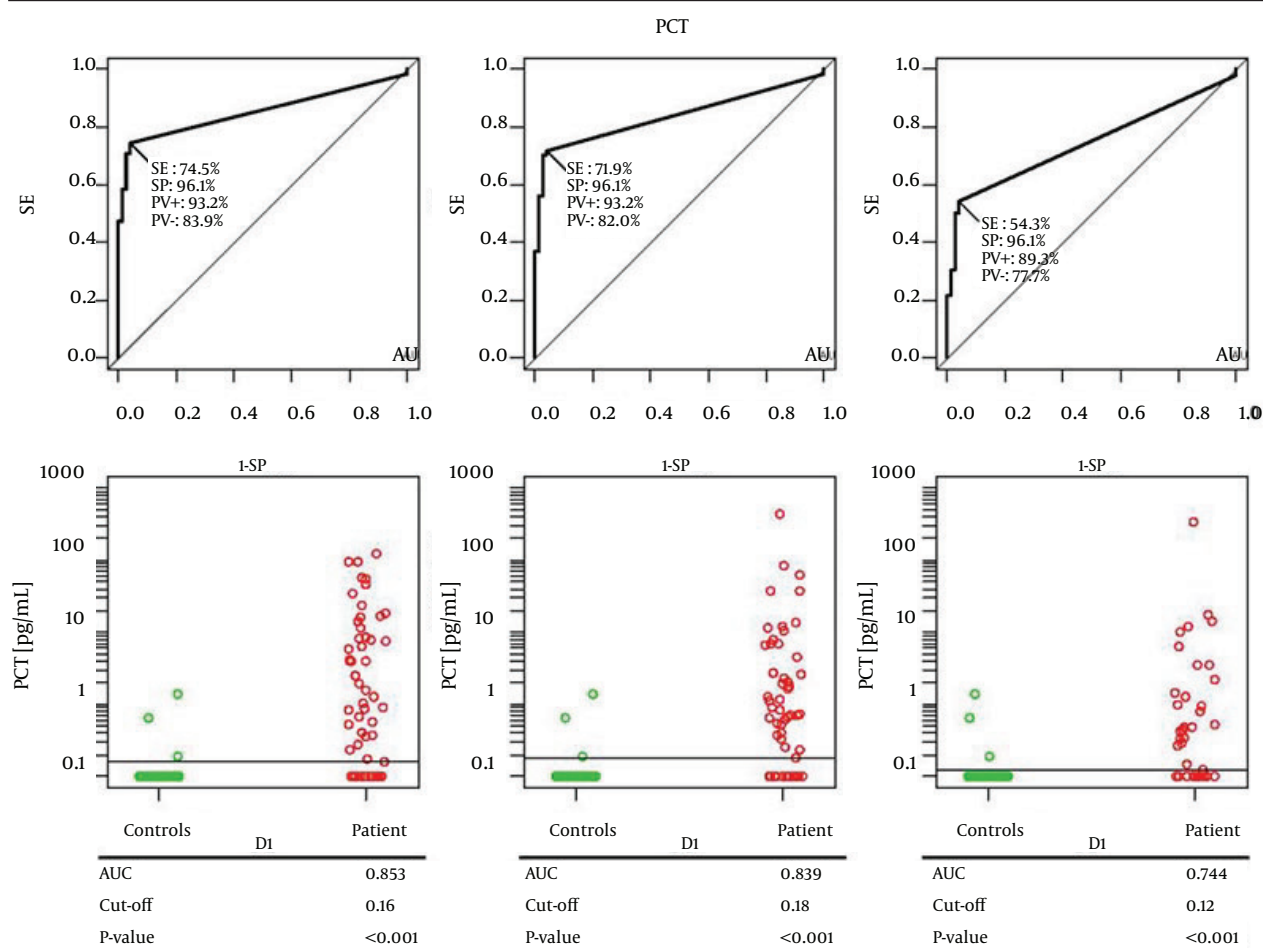 PCT
1.0
0.8
0.6
0.4
0.2
0.0
SE
SE : 74.5%
SP: 96.1%
PV+: 93.2%
PV-: 83.9%
AU
0.0 0.2 0.4 0.6 0.8 1.0
1-SP
1.0
0.8
0.6
0.4
0.2
0.0
SE
SE : 71.9%
SP: 96.1%
PV+: 93.2%
PV-: 82.0%
AU
0.0 0.2 0.4 0.6 0.8 1.0
1-SP
1.0
0.8
0.6
0.4
0.2
0.0
SE
SE : 54.3%
SP: 96.1%
PV+: 89.3%
PV-: 77.7%
AU
0.0 0.2 0.4 0.6 0.8 1.0
1-SP
1000
100
10
1
0.1
PCT [pg/mL]
Controls Patient
D1
AUC 0.853
Cut-off 0.16
P-value <0.001
1000
100
10
1
0.1
PCT [pg/mL]
Controls Patient
D1
AUC 0.839
Cut-off 0.18
P-value <0.001
1000
100
10
1
0.1
PCT [pg/mL]
Controls Patient
D1
AUC 0.744
Cut-off 0.12
P-value <0.001